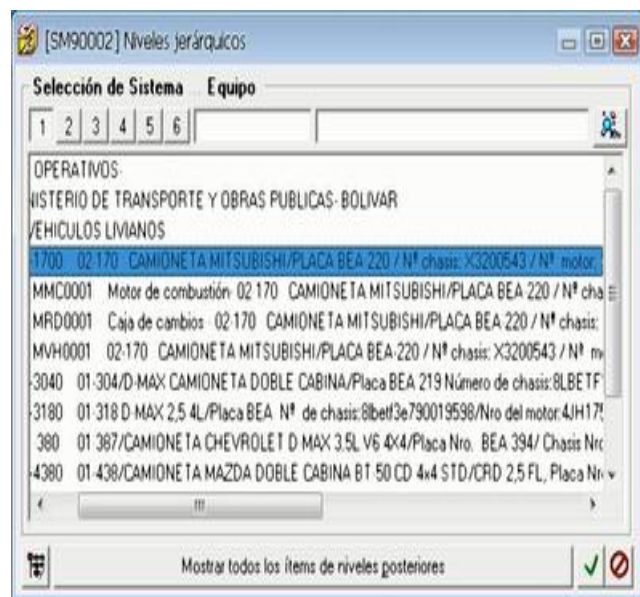 [SM90002] Niveles jerárquicos
Selección de Sistema Equipo
1 2 3 4 5 6
OPERATIVOS-
NISTERIO DE TRANSPORTE Y OBRAS PUBLICAS- BOLIVAR
VEHICULOS LIVIANOS
-1700 02-170 CAMIONETA MITSUBISHI/PLACA BEA 220 / Nº chasis: X3200543 / Nº motor:
MMC0001 Motor de combustión- 02-170 CAMIONETA MITSUBISHI/PLACA BEA 220 / Nº cha
MRD0001 Caja de cambios- 02-170 CAMIONETA MITSUBISHI/PLACA BEA 220 / Nº chasis:
MVH0001 02-170 CAMIONETA MITSUBISHI/PLACA BEA-220 / Nº chasis: X3200543 / Nº m
-3040 01-304/D-MAX CAMIONETA DOBLE CABINA/Placa BEA 219 Número de chasis:8LBETF
-3180 01-318 D-MAX 2,5 4L/Placa BEA Nº de chasis:8lbetf3e790019598/Nro del motor:4JH175
380 01 387/CAMIONETA CHEVROLET D MAX 3.5L V6 4X4/Placa Nro. BEA 394/ Chasis Nro
-4380 01-438/CAMIONETA MAZDA DOBLE CABINA BT 50 CD 4x4 STD/CRD 2,5 FL, Placa Nr
Mostrar todos los ítems de niveles posteriores